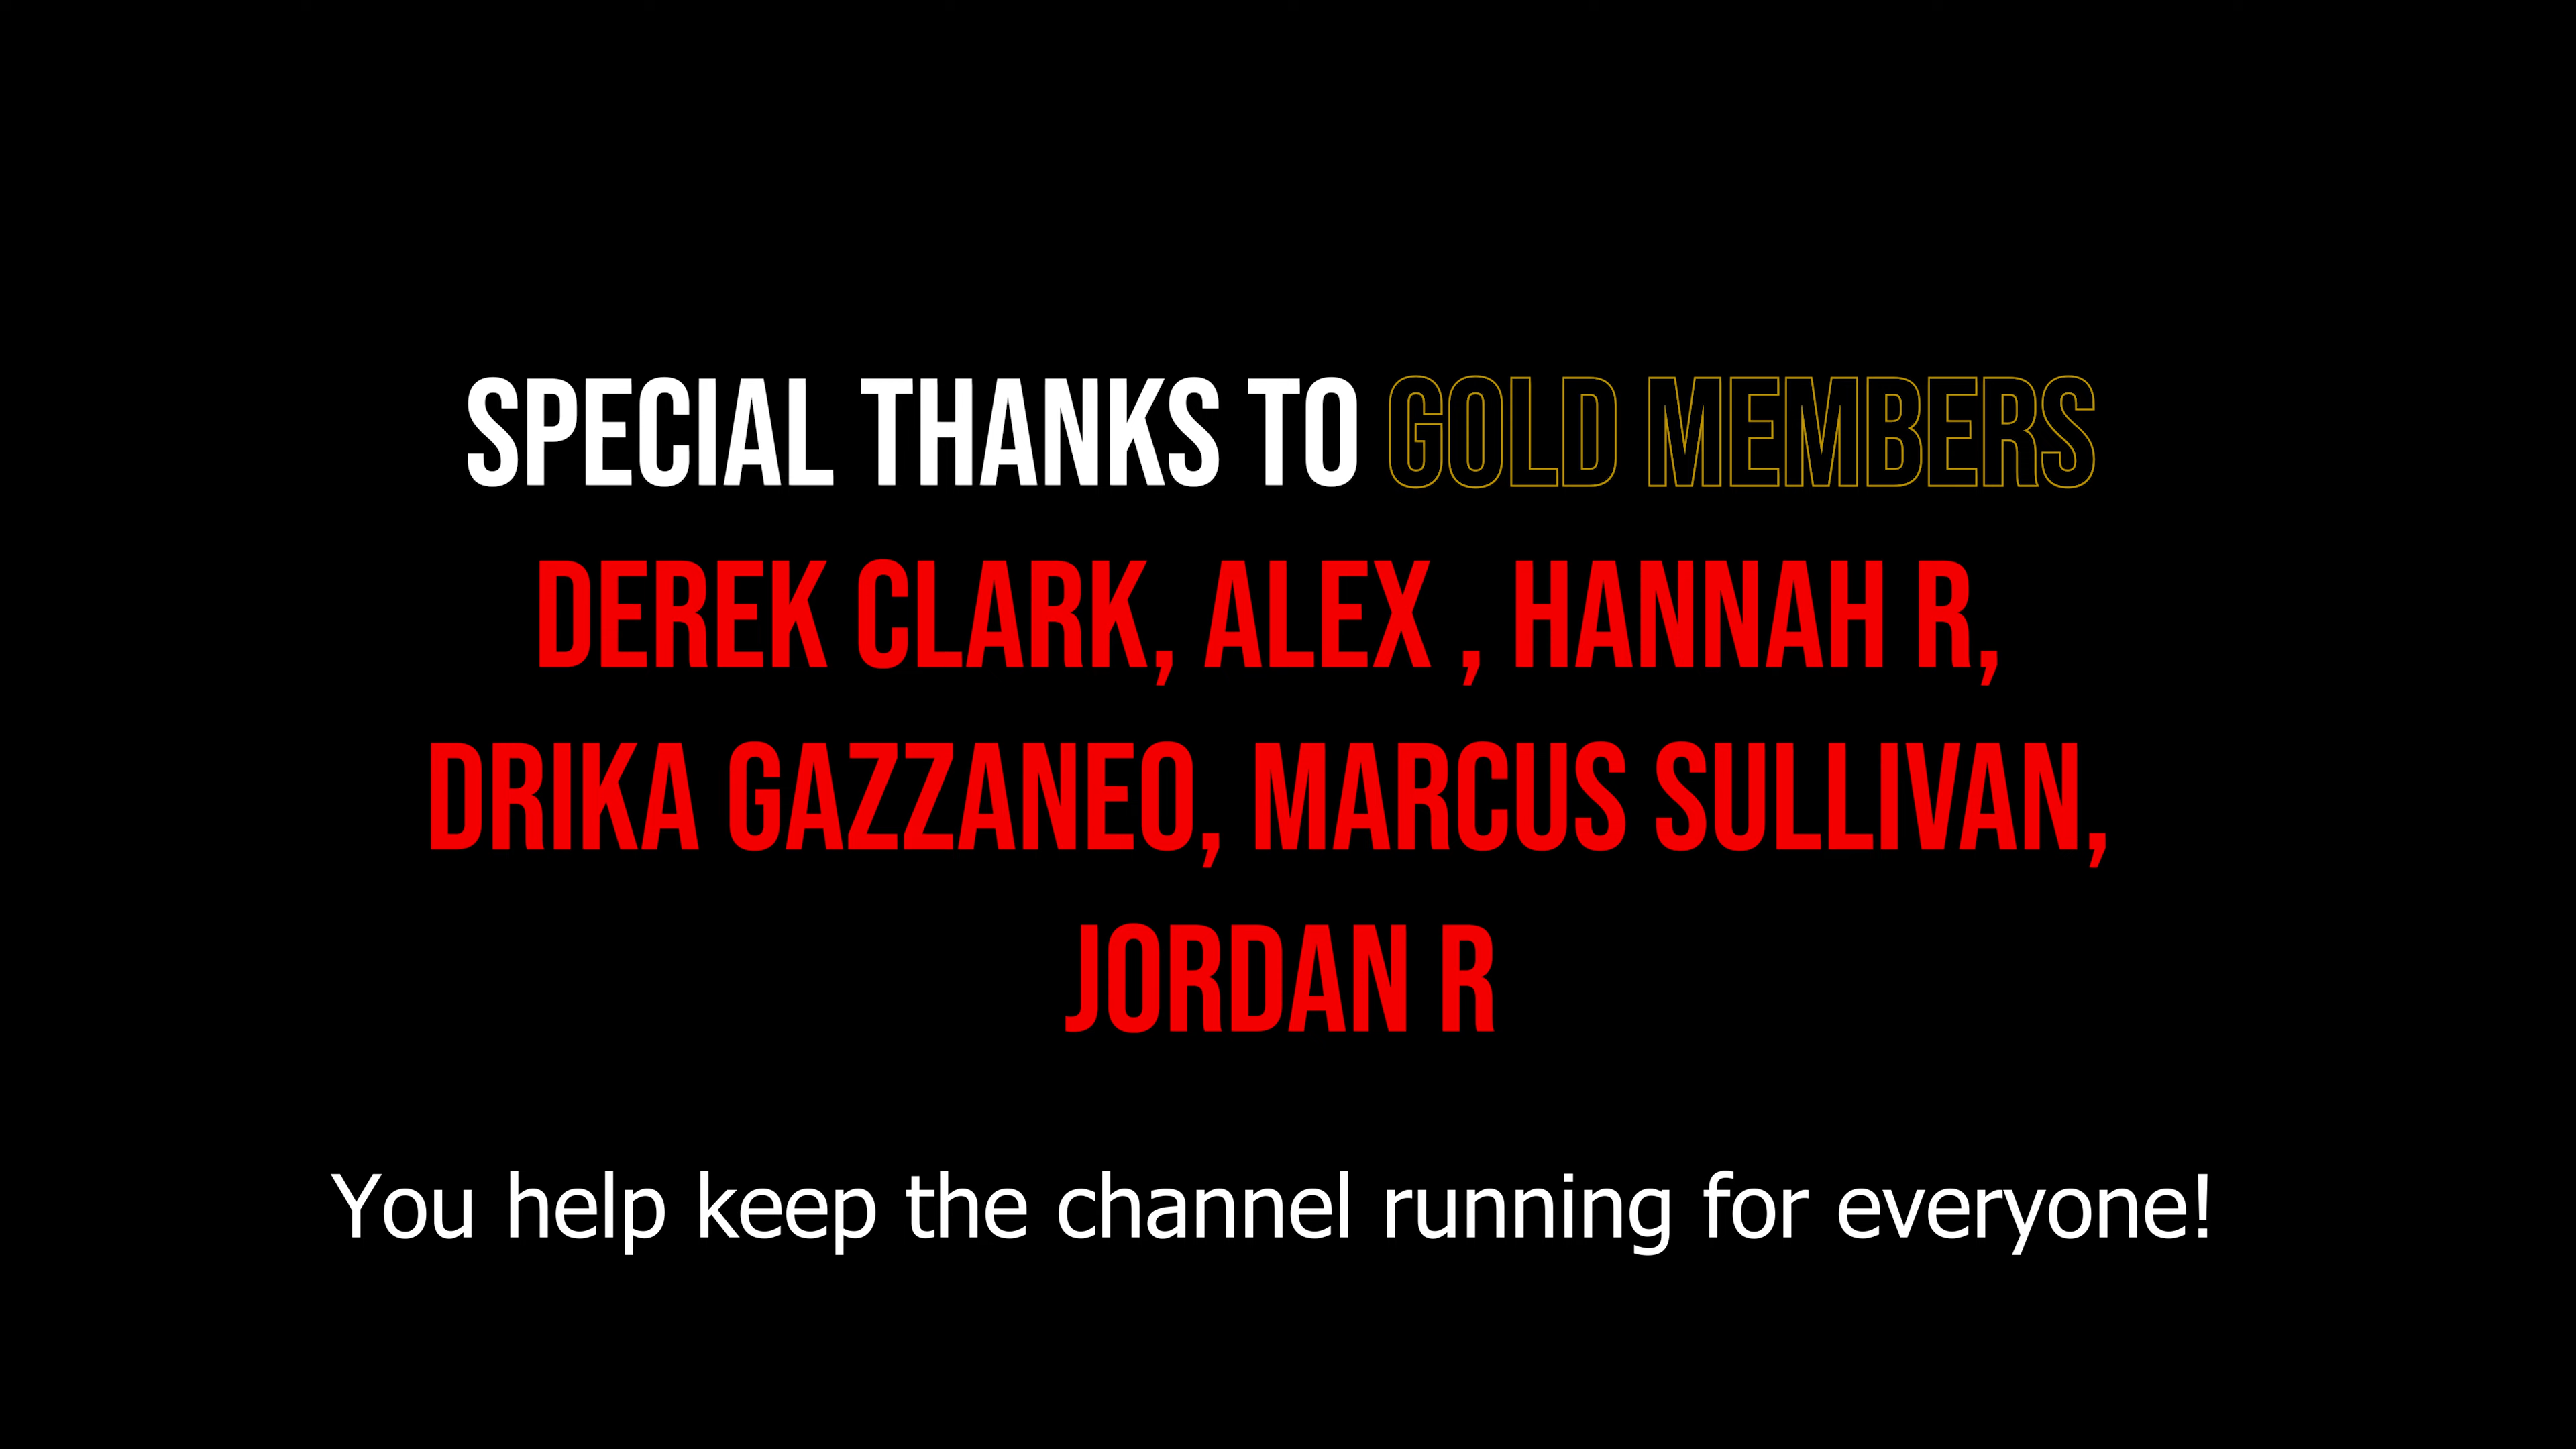 SPECIAL THANKS TO GOLD MEMBERS
DEREK CLARK, ALEX , HANNAH R,
DRIKA GAZZANEO, MARCUS SULLIVAN,
JORDAN R
You help keep the channel running for everyone!